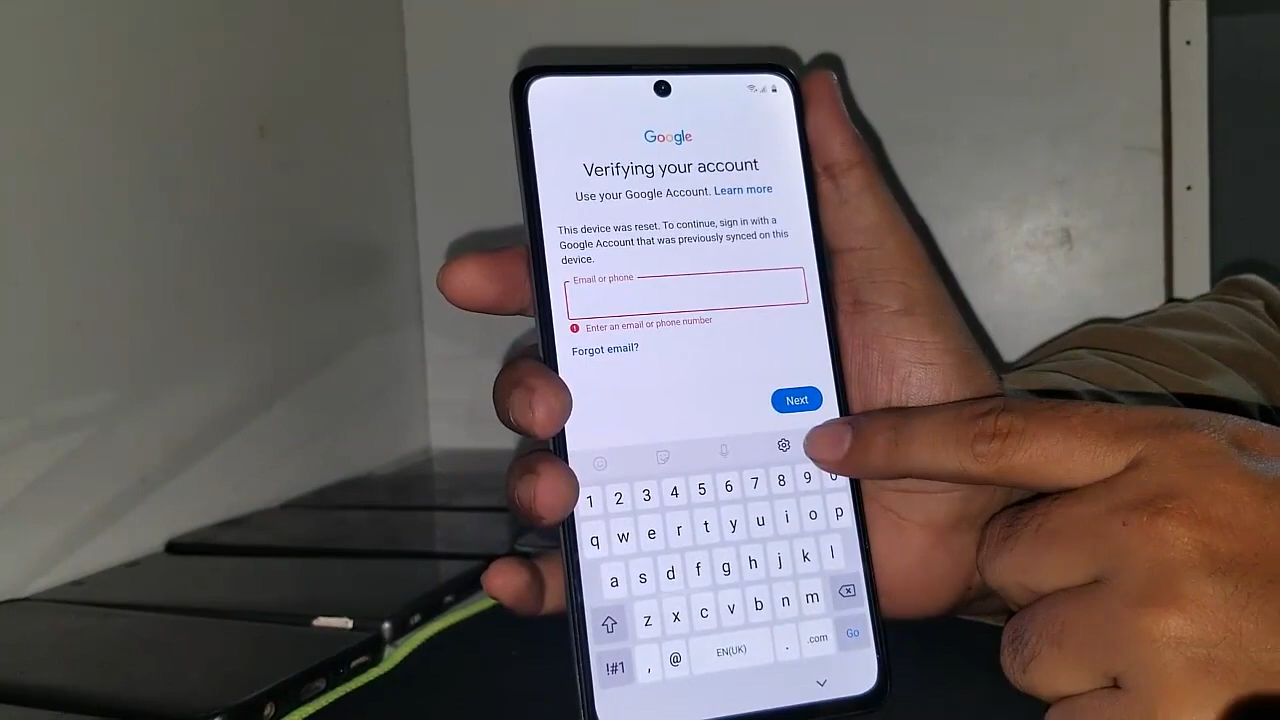 Google
Verifying your account
Use your Google Account. Learn more
This device was reset. To continue, sign in with a
Google Account that was previously synced on this
device.
Email or phone
Enter an email or phone number
Forgot email?
Next
1 2 3 4 5 6 7 8 9 0
q w e r t y u i o p
a s d f g h j k l
z x c v b n m
!#1 , @ EN(UK) . .com Go